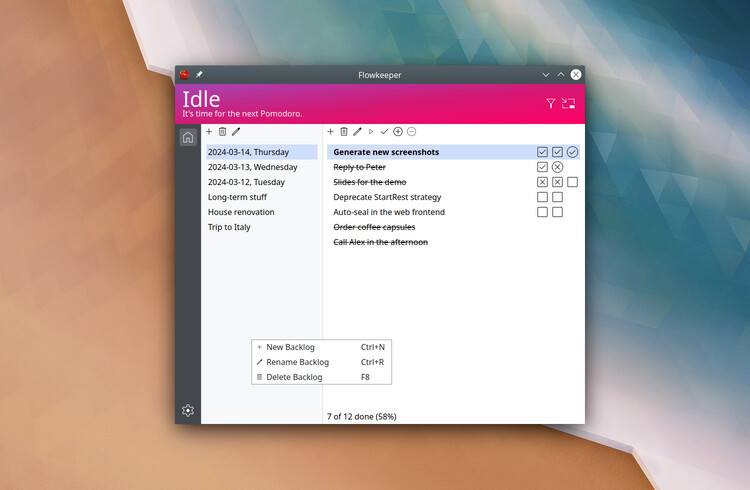 Flowkeeper
Idle
It's time for the next Pomodoro.
2024-03-14, Thursday
2024-03-13, Wednesday
2024-03-12, Tuesday
Long-term stuff
House renovation
Trip to Italy
Generate new screenshots
Reply to Peter
Slides for the demo
Deprecate StartRest strategy
Auto-seal in the web frontend
Order coffee capsules
Call Alex in the afternoon
New Backlog Ctrl+N
Rename Backlog Ctrl+R
Delete Backlog F8
7 of 12 done (58%)